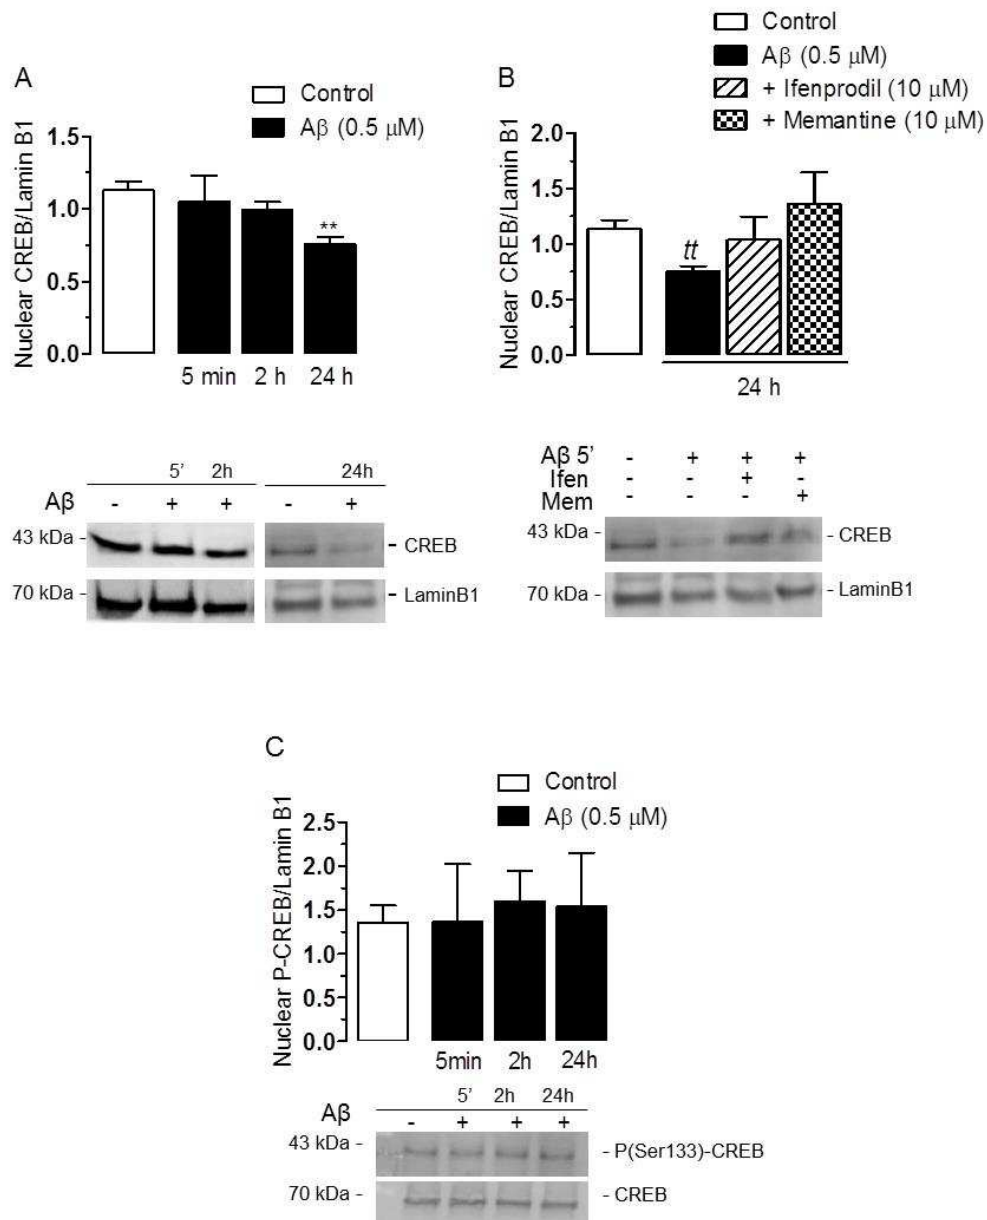 A
Control
Aβ (0.5 μM)
Nuclear CREB/Lamin B1
1.5
1.0
0.5
0.0
**
5 min 2 h 24 h
5' 2h 24h
Aβ - + + - +
43 kDa - - CREB
70 kDa - - LaminB1
B
Control
Aβ (0.5 μM)
+ Ifenprodil (10 μM)
+ Memantine (10 μM)
Nuclear CREB/Lamin B1
2.0
1.5
1.0
0.5
0.0
tt
24 h
Aβ 5' - + + +
Ifen - - + -
Mem - - - +
43 kDa - - CREB
70 kDa - - LaminB1
C
Control
Aβ (0.5 μM)
Nuclear P-CREB/Lamin B1
2.5
2.0
1.5
1.0
0.5
0.0
5min 2h 24h
5' 2h 24h
Aβ - + + +
43 kDa - - P(Ser133)-CREB
70 kDa - - CREB